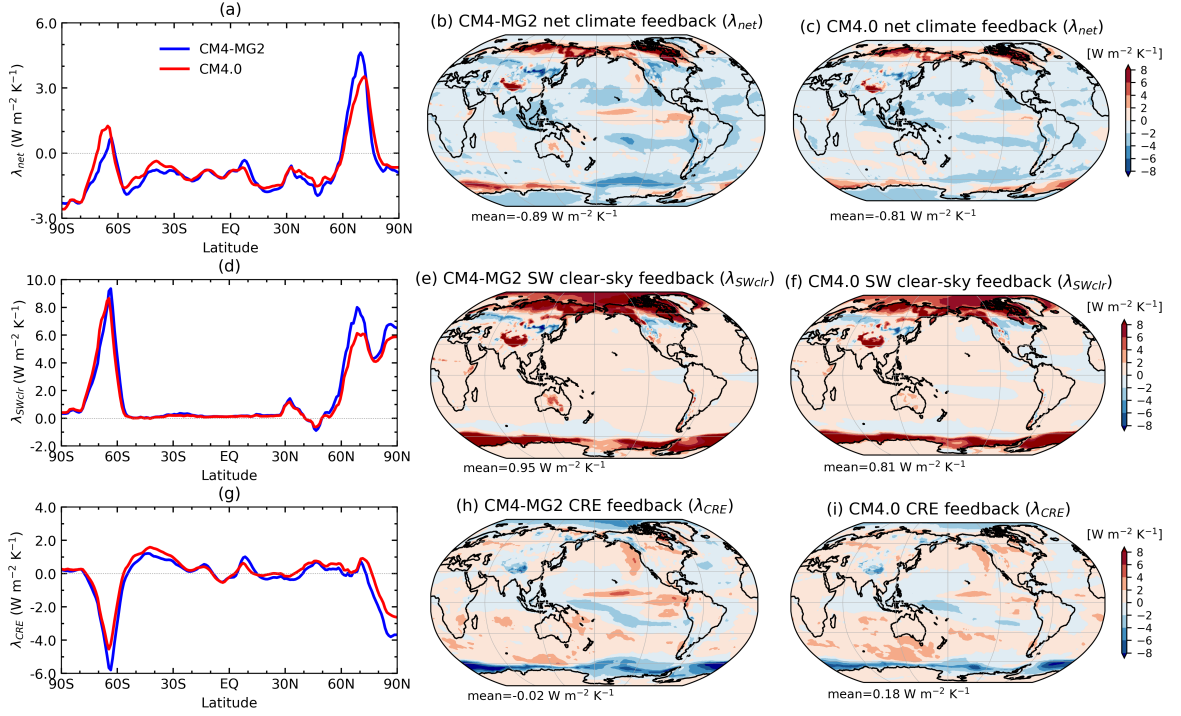 (a)
6.0
3.0
0.0
-3.0
λnet (W m⁻² K⁻¹)
CM4-MG2
CM4.0
90S 60S 30S EQ 30N 60N 90N
Latitude
(b) CM4-MG2 net climate feedback (λnet)
mean=-0.89 W m⁻² K⁻¹
(c) CM4.0 net climate feedback (λnet)
mean=-0.81 W m⁻² K⁻¹
[W m⁻² K⁻¹]
8
6
4
2
0
−2
−4
−6
−8
(d)
10.0
8.0
6.0
4.0
2.0
0.0
-2.0
λSWclr (W m⁻² K⁻¹)
90S 60S 30S EQ 30N 60N 90N
Latitude
(e) CM4-MG2 SW clear-sky feedback (λSWclr)
mean=0.95 W m⁻² K⁻¹
(f) CM4.0 SW clear-sky feedback (λSWclr)
mean=0.81 W m⁻² K⁻¹
[W m⁻² K⁻¹]
8
6
4
2
0
−2
−4
−6
−8
(g)
4.0
2.0
0.0
-2.0
-4.0
-6.0
λCRE (W m⁻² K⁻¹)
90S 60S 30S EQ 30N 60N 90N
Latitude
(h) CM4-MG2 CRE feedback (λCRE)
mean=-0.02 W m⁻² K⁻¹
(i) CM4.0 CRE feedback (λCRE)
mean=0.18 W m⁻² K⁻¹
[W m⁻² K⁻¹]
8
6
4
2
0
−2
−4
−6
−8